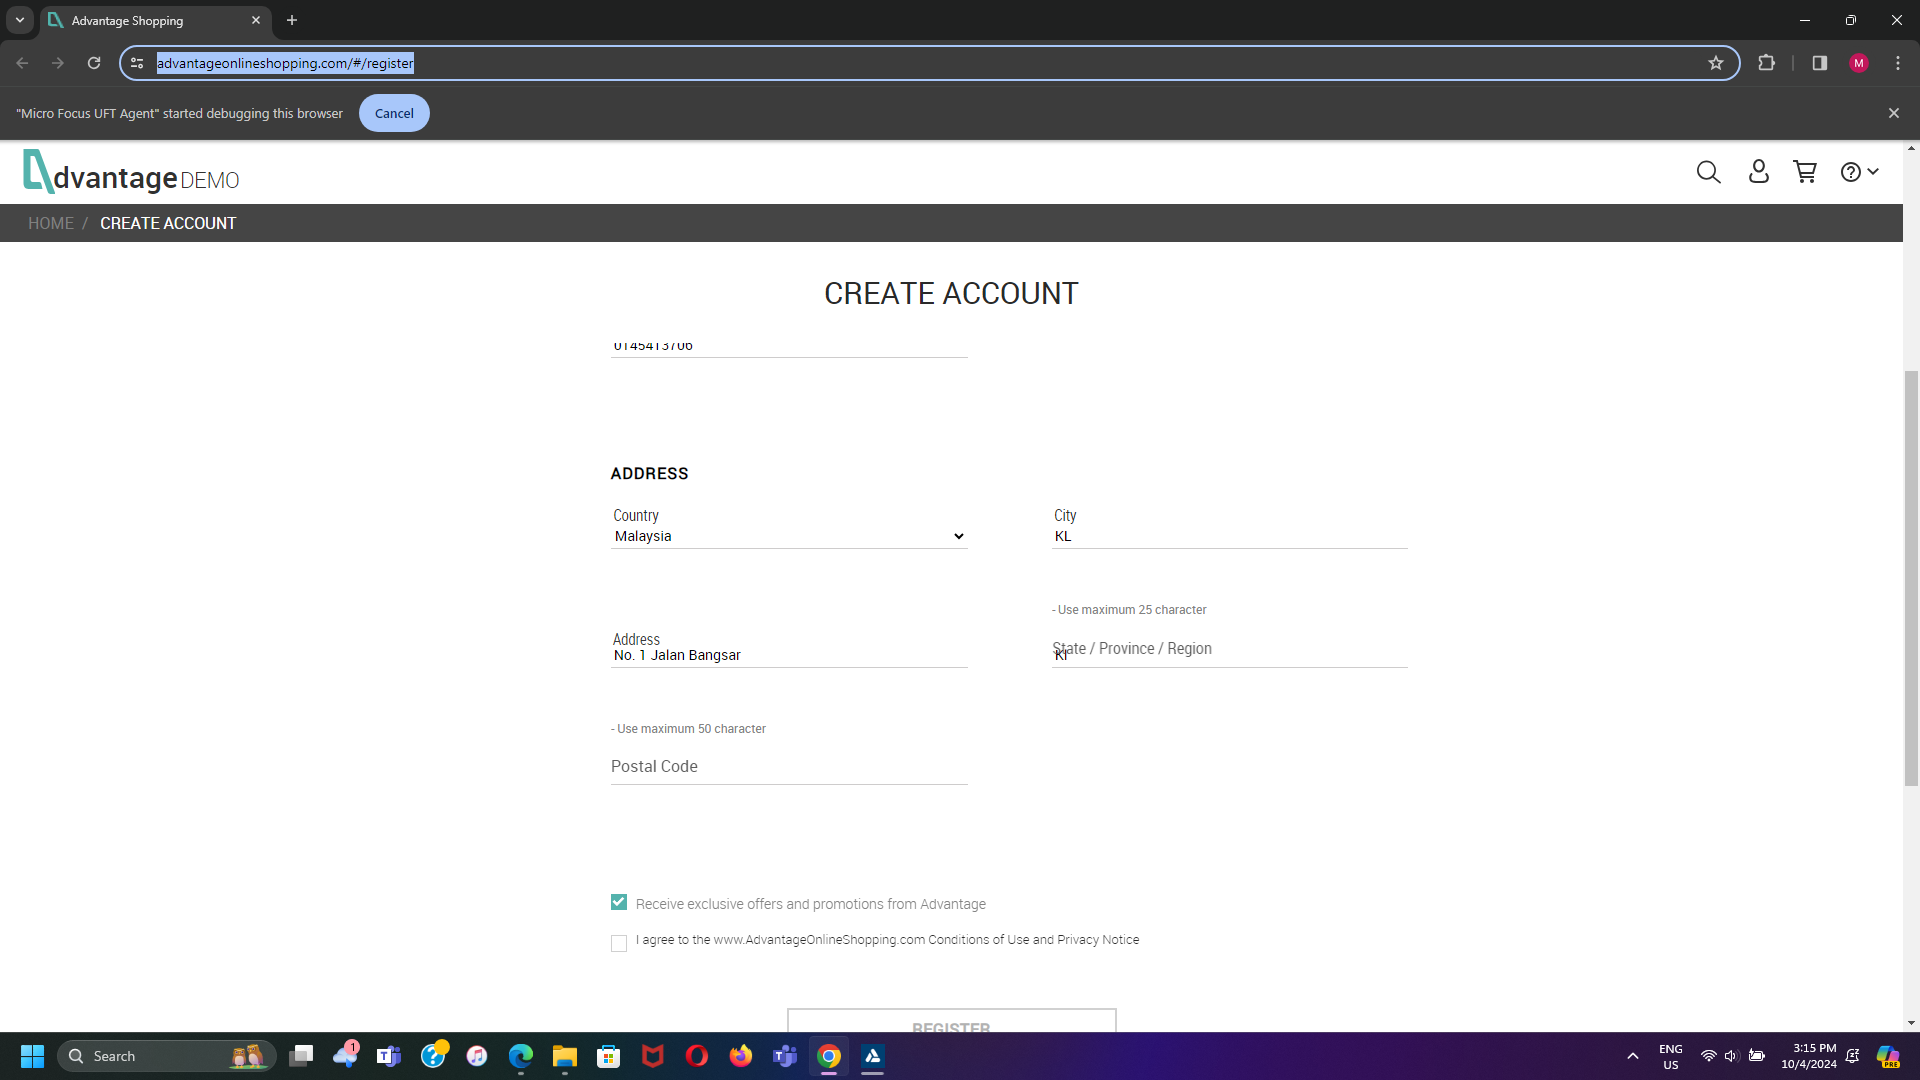 Advantage Shopping
advantageonlineshopping.com/#/register
M
"Micro Focus UFT Agent" started debugging this browser
Cancel
dvantage DEMO
HOME / CREATE ACCOUNT
CREATE ACCOUNT
0145413706
ADDRESS
Country
City
Malaysia
KL
- Use maximum 25 character
Address
State / Province / Region
No. 1 Jalan Bangsar
- Use maximum 50 character
Postal Code
Receive exclusive offers and promotions from Advantage
I agree to the www.AdvantageOnlineShopping.com Conditions of Use and Privacy Notice
REGISTER
Search
1
ENG
US
3:15 PM
10/4/2024
PRE